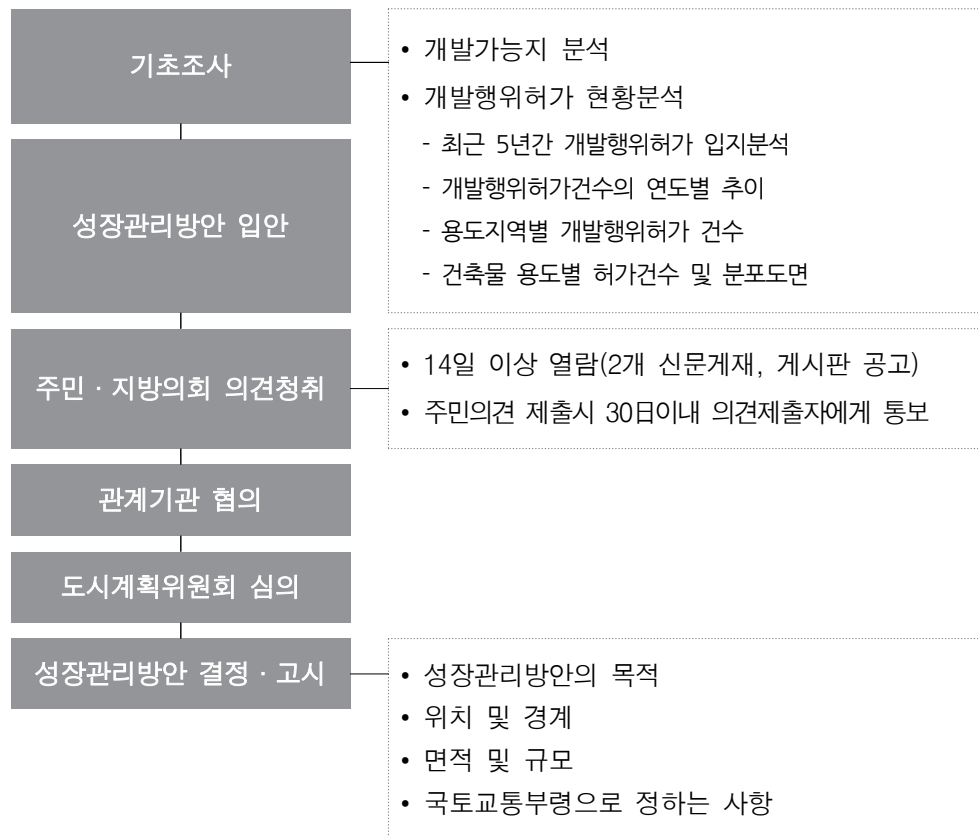 기초조사
• 개발가능지 분석
• 개발행위허가 현황분석
- 최근 5년간 개발행위허가 입지분석
- 개발행위허가건수의 연도별 추이
- 용도지역별 개발행위허가 건수
- 건축물 용도별 허가건수 및 분포도면
성장관리방안 입안
주민 · 지방의회 의견청취
• 14일 이상 열람(2개 신문게재, 게시판 공고)
• 주민의견 제출시 30日이내 의견제출자에게 통보
관계기관 협의
도시계획위원회 심의
성장관리방안 결정 · 고시
• 성장관리방안의 목적
• 위치 및 경계
• 면적 및 규모
• 국토교통부령으로 정하는 사항